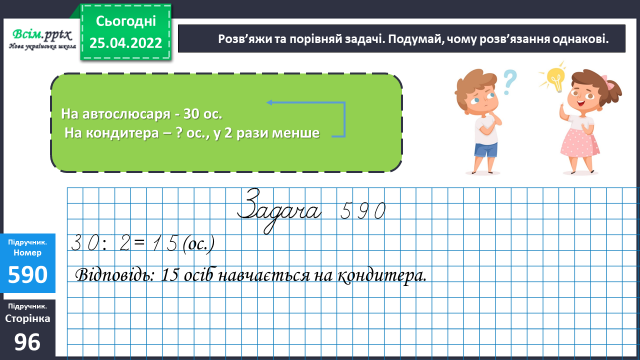 Всім.pptx
Нова українська школа
Сьогодні
25.04.2022
Розв’яжи та порівняй задачі. Подумай, чому розв’язання однакові.
На автослюсаря - 30 ос.
На кондитера – ? ос., у 2 рази менше
?
Задача 590
30 : 2 = 15 (ос.)
Відповідь: 15 осіб навчається на кондитера.
Підручник.
Номер
590
Підручник.
Сторінка
96